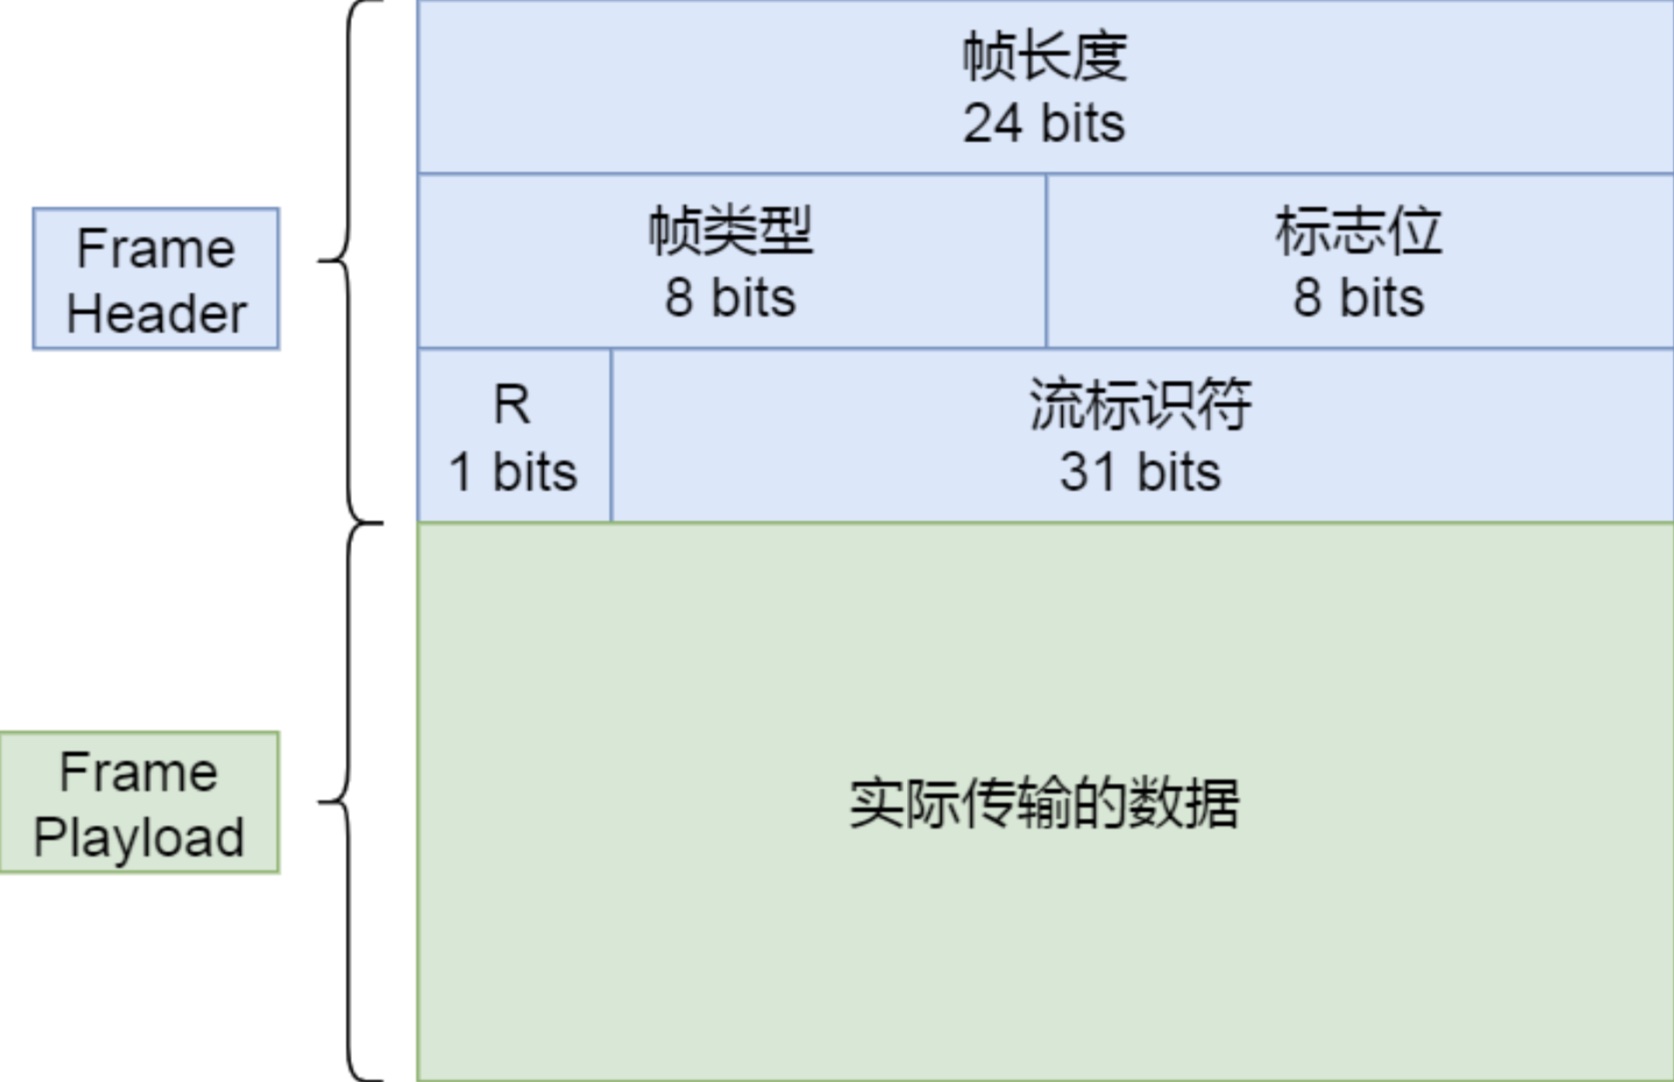 帧长度
24 bits
帧类型
8 bits
标志位
8 bits
Frame
Header
R
1 bits
流标识符
31 bits
Frame
Playload
实际传输的数据